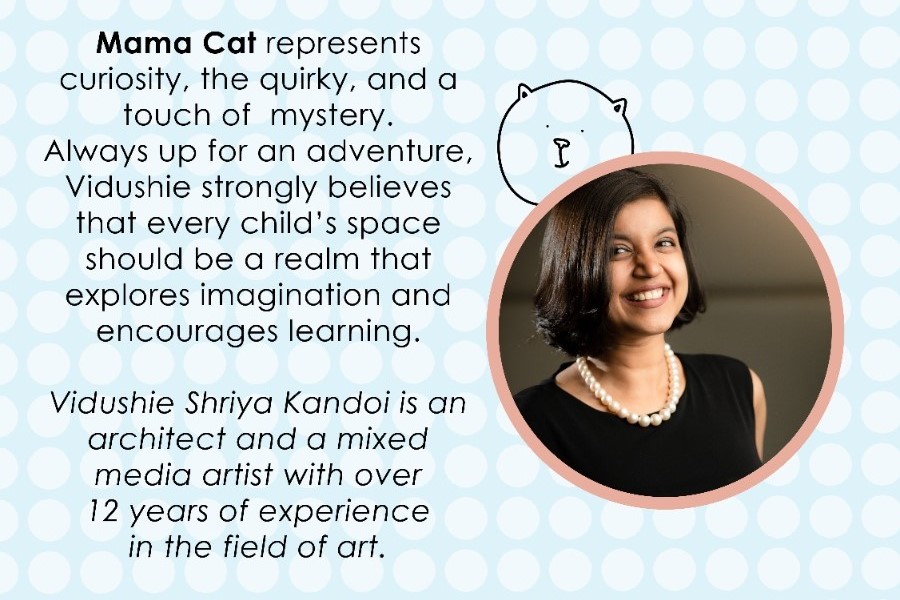 Mama Cat represents
curiosity, the quirky, and a
touch of  mystery.
Always up for an adventure,
Vidushie strongly believes
that every child’s space
should be a realm that
explores imagination and
encourages learning.
Vidushie Shriya Kandoi is an
architect and a mixed
media artist with over
12 years of experience
in the field of art.